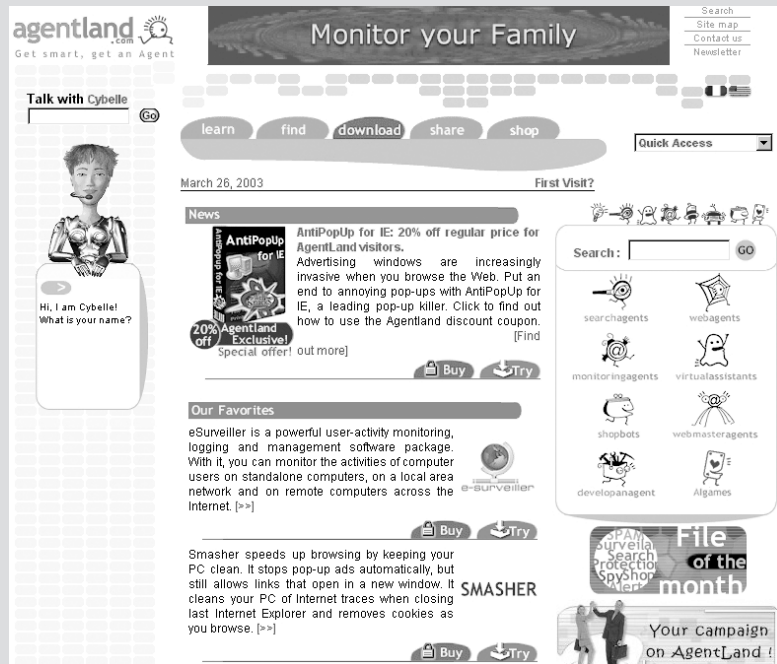 agentland
.com
Get smart, get an Agent
Monitor your Family
Search
Site map
Contact us
Newsletter
Talk with Cybelle
Go
learn
find
download
share
shop
Quick Access
March 26, 2003
First Visit?
>
Hi, I am Cybelle!
What is your name?
News
AntiPopUp
for IE
AntiPopup for IE
20%
off
Agentland
Exclusive!
Special offer!
AntiPopUp for IE: 20% off regular price for
AgentLand visitors.
Advertising windows are increasingly
invasive when you browse the Web. Put an
end to annoying pop-ups with AntiPopUp for
IE, a leading pop-up killer. Click to find out
how to use the Agentland discount coupon.
[Find
out more]
Buy
Try
Our Favorites
eSurveiller is a powerful user-activity monitoring,
logging and management software package.
With it, you can monitor the activities of computer
users on standalone computers, on a local area
network and on remote computers across the
Internet. [>>]
e-surveiller
Buy
Try
Smasher speeds up browsing by keeping your
PC clean. It stops pop-up ads automatically, but
still allows links that open in a new window. It
cleans your PC of Internet traces when closing
last Internet Explorer and removes cookies as
you browse. [>>]
SMASHER
Buy
Try
Search :
GO
searchagents
webagents
monitoringagents
virtualassistants
shopbots
webmasteragents
developanagent
AIgames
SPAM
Surveilla
Search
Protection
SpyShop
Alert
File
of the
month
Your Campaign
on AgentLand !